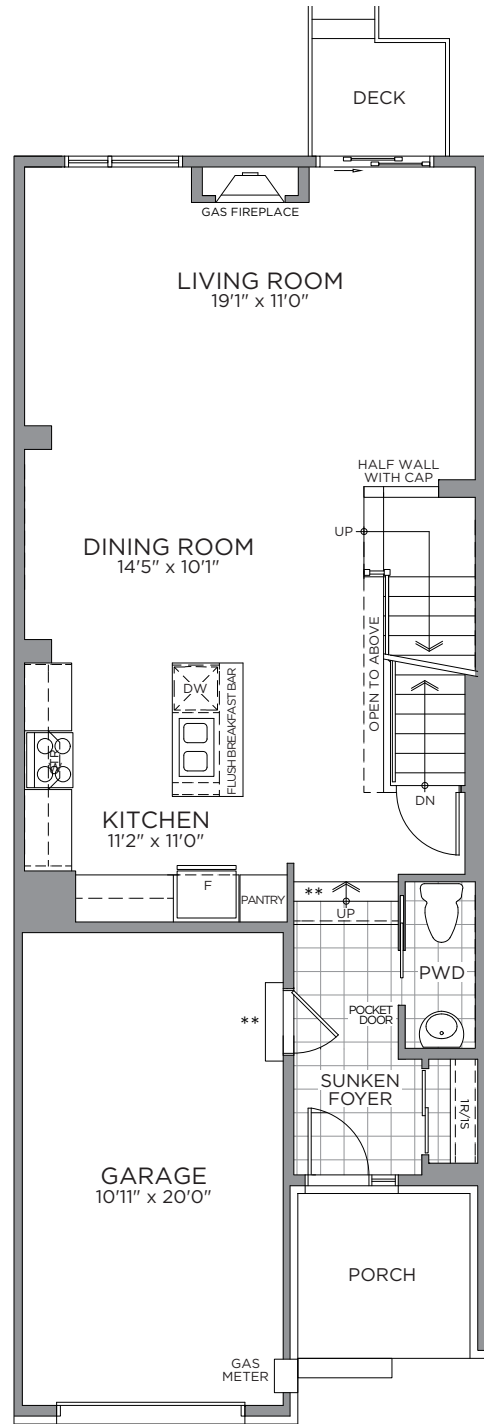 DECK
GAS FIREPLACE
LIVING ROOM
19'1" x 11'0"
HALF WALL
WITH CAP
UP
DINING ROOM
14'5" x 10'1"
OPEN TO ABOVE
DW
FLUSH BREAKFAST BAR
DN
KITCHEN
11'2" x 11'0"
F
PANTRY
**
UP
PWD
**
POCKET
DOOR
SUNKEN
FOYER
1R/1S
GARAGE
10'11" x 20'0"
PORCH
GAS
METER